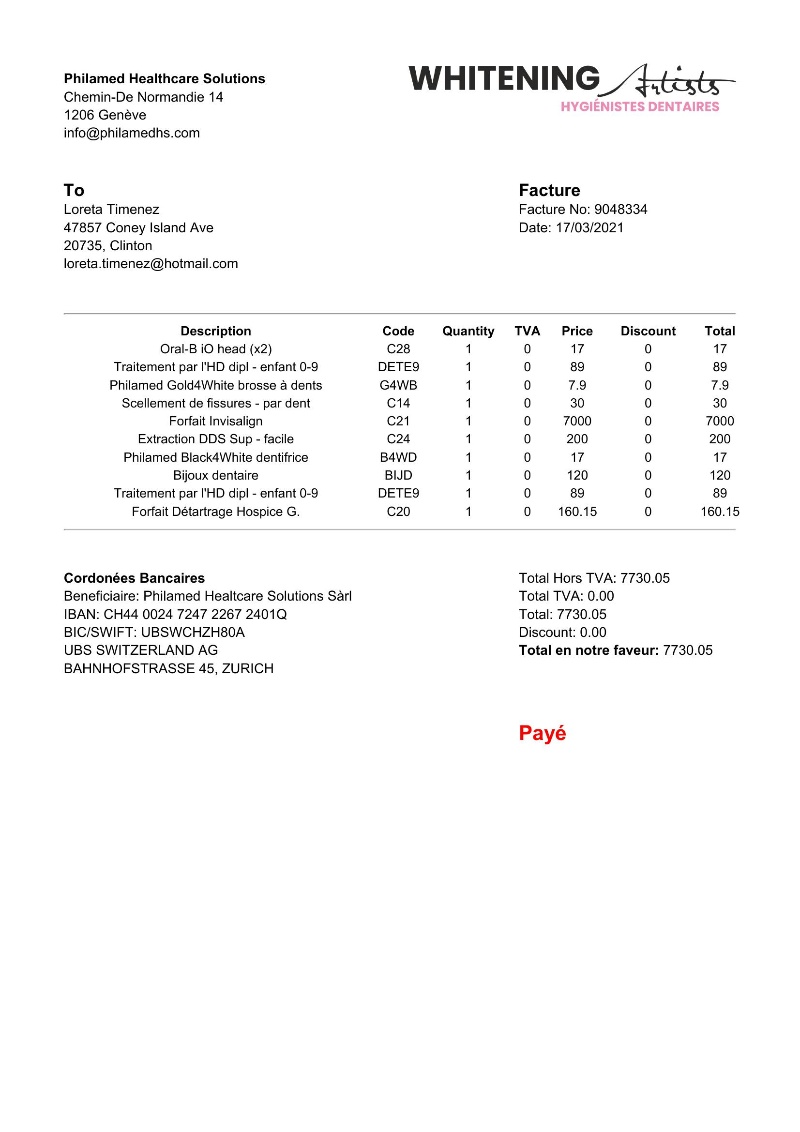 Philamed Healthcare Solutions
Chemin-De Normandie 14
1206 Genève
info@philamedhs.com
WHITENING Artists
HYGIÉNISTES DENTAIRES
To
Loreta Timenez
47857 Coney Island Ave
20735, Clinton
loreta.timenez@hotmail.com
Facture
Facture No: 9048334
Date: 17/03/2021
Description Code Quantity TVA Price Discount Total
Oral-B iO head (x2) C28 1 0 17 0 17
Traitement par l'HD dipl - enfant 0-9 DETE9 1 0 89 0 89
Philamed Gold4White brosse à dents G4WB 1 0 7.9 0 7.9
Scellement de fissures - par dent C14 1 0 30 0 30
Forfait Invisalign C21 1 0 7000 0 7000
Extraction DDS Sup - facile C24 1 0 200 0 200
Philamed Black4White dentifrice B4WD 1 0 17 0 17
Bijoux dentaire BIJD 1 0 120 0 120
Traitement par l'HD dipl - enfant 0-9 DETE9 1 0 89 0 89
Forfait Détartrage Hospice G. C20 1 0 160.15 0 160.15
Cordonées Bancaires
Beneficiaire: Philamed Healtcare Solutions Sàrl
IBAN: CH44 0024 7247 2267 2401Q
BIC/SWIFT: UBSWCHZH80A
UBS SWITZERLAND AG
BAHNHOFSTRASSE 45, ZURICH
Total Hors TVA: 7730.05
Total TVA: 0.00
Total: 7730.05
Discount: 0.00
Total en notre faveur: 7730.05
Payé